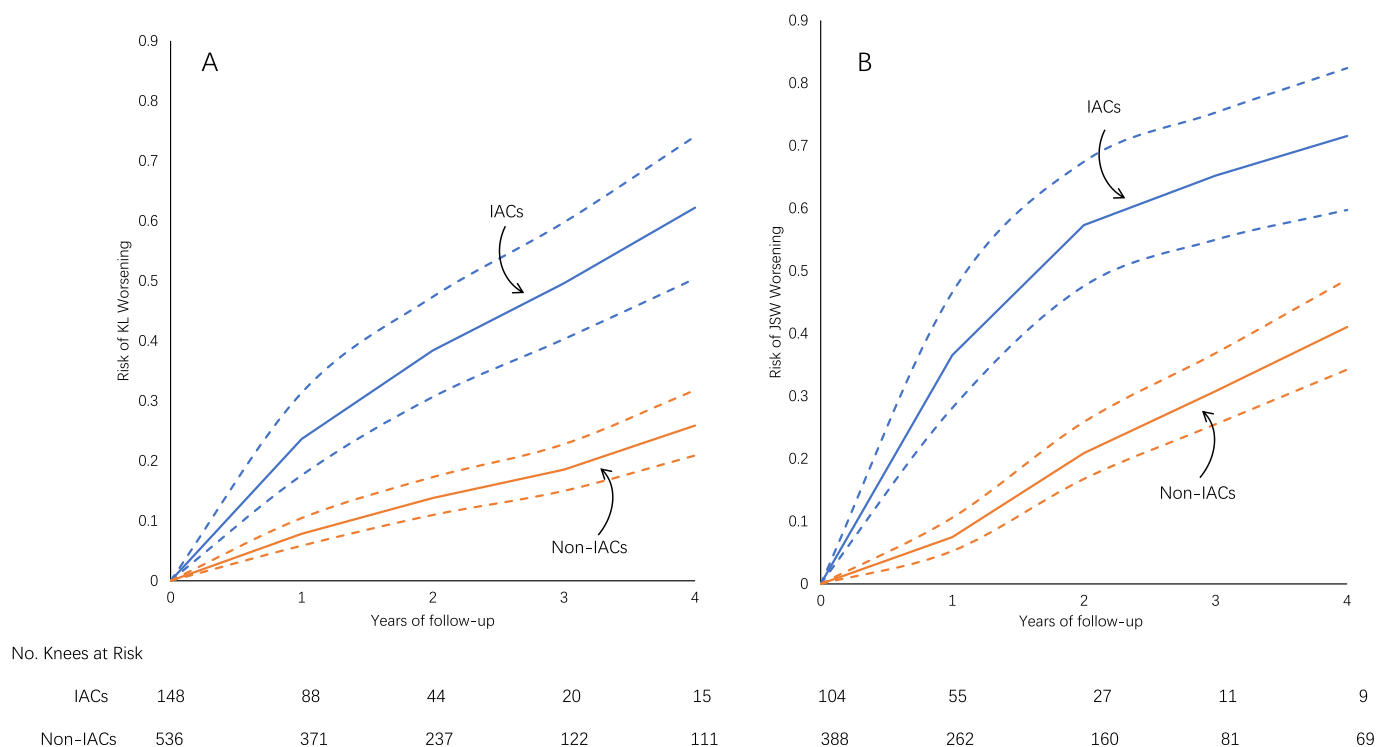 A
0.9
0.8
0.7
0.6
0.5
0.4
0.3
0.2
0.1
0
Risk of KL Worsening
IACs
Non-IACs
0 1 2 3 4
Years of follow-up
B
0.9
0.8
0.7
0.6
0.5
0.4
0.3
0.2
0.1
0
Risk of JSW Worsening
IACs
Non-IACs
0 1 2 3 4
Years of follow-up
No. Knees at Risk
IACs 148 88 44 20 15 104 55 27 11 9
Non-IACs 536 371 237 122 111 388 262 160 81 69